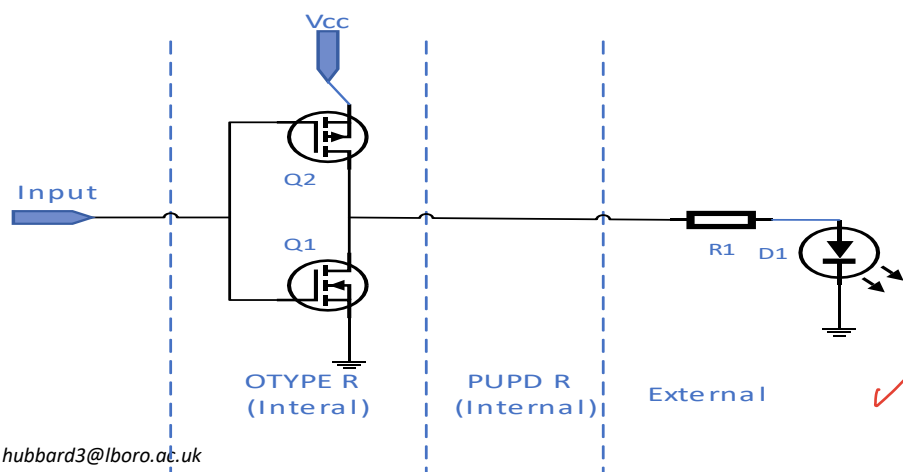 Vcc
Q2
Input
Q1
R1
D1
OTYPE R
(Interal)
PUPD R
(Internal)
External
hubbard3@lboro.ac.uk